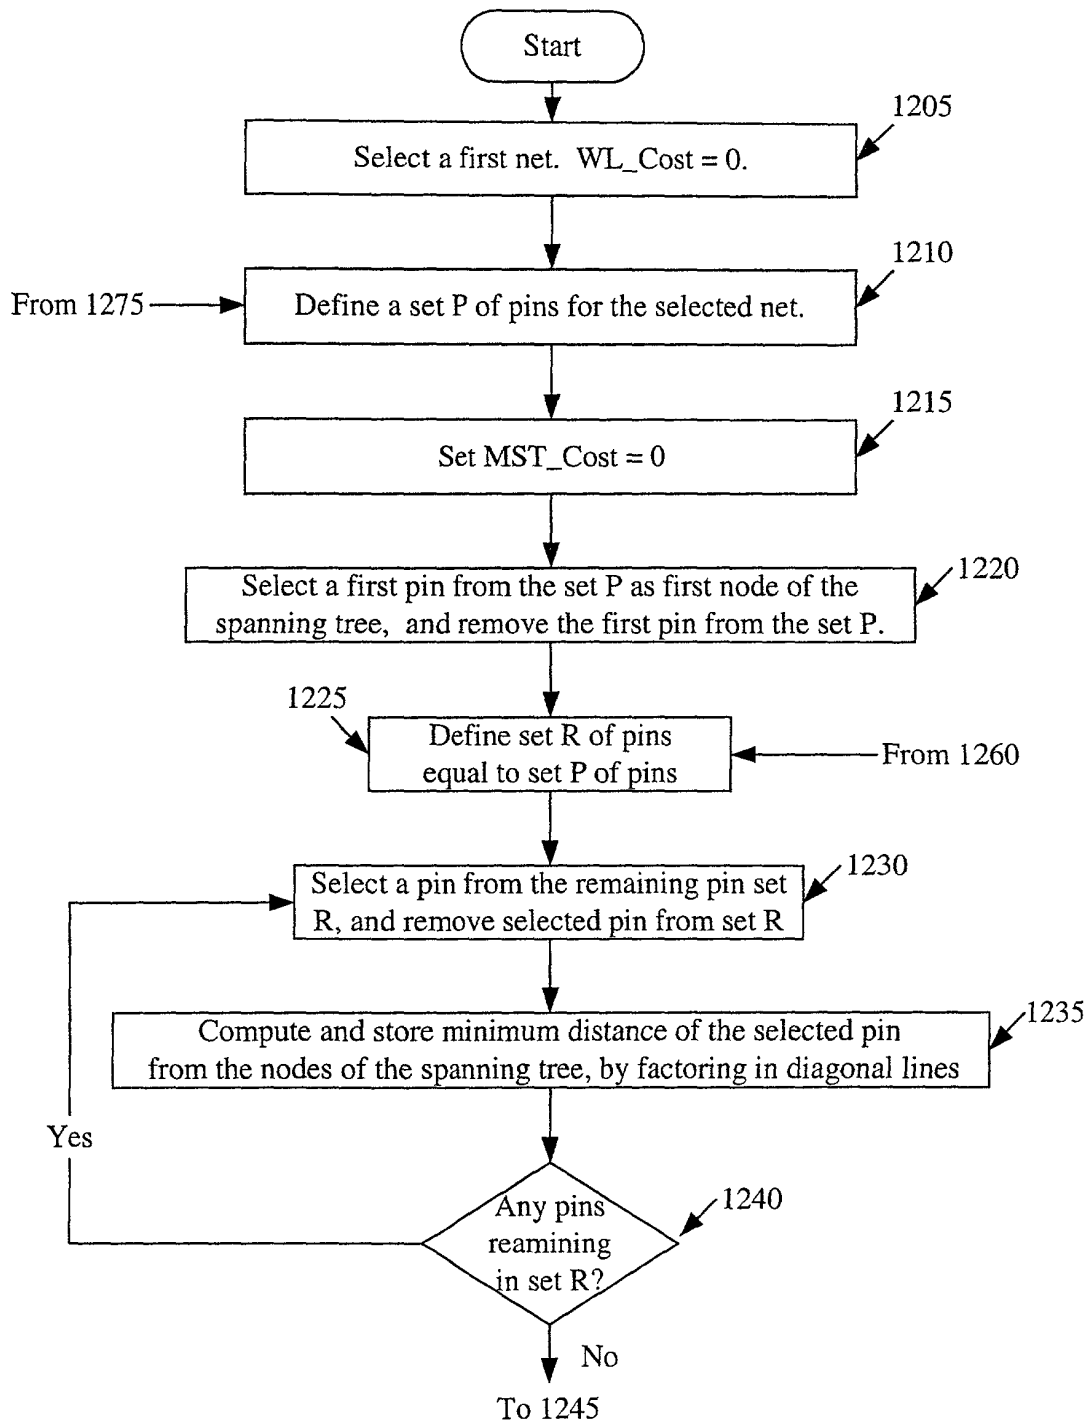 Start
1205
Select a first net. WL_Cost = 0.
1210
From 1275
Define a set P of pins for the selected net.
1215
Set MST_Cost = 0
1220
Select a first pin from the set P as first node of the
spanning tree, and remove the first pin from the set P.
1225
Define set R of pins
equal to set P of pins
From 1260
1230
Select a pin from the remaining pin set
R, and remove selected pin from set R
1235
Compute and store minimum distance of the selected pin
from the nodes of the spanning tree, by factoring in diagonal lines
Yes
1240
Any pins
reamining
in set R?
No
To 1245